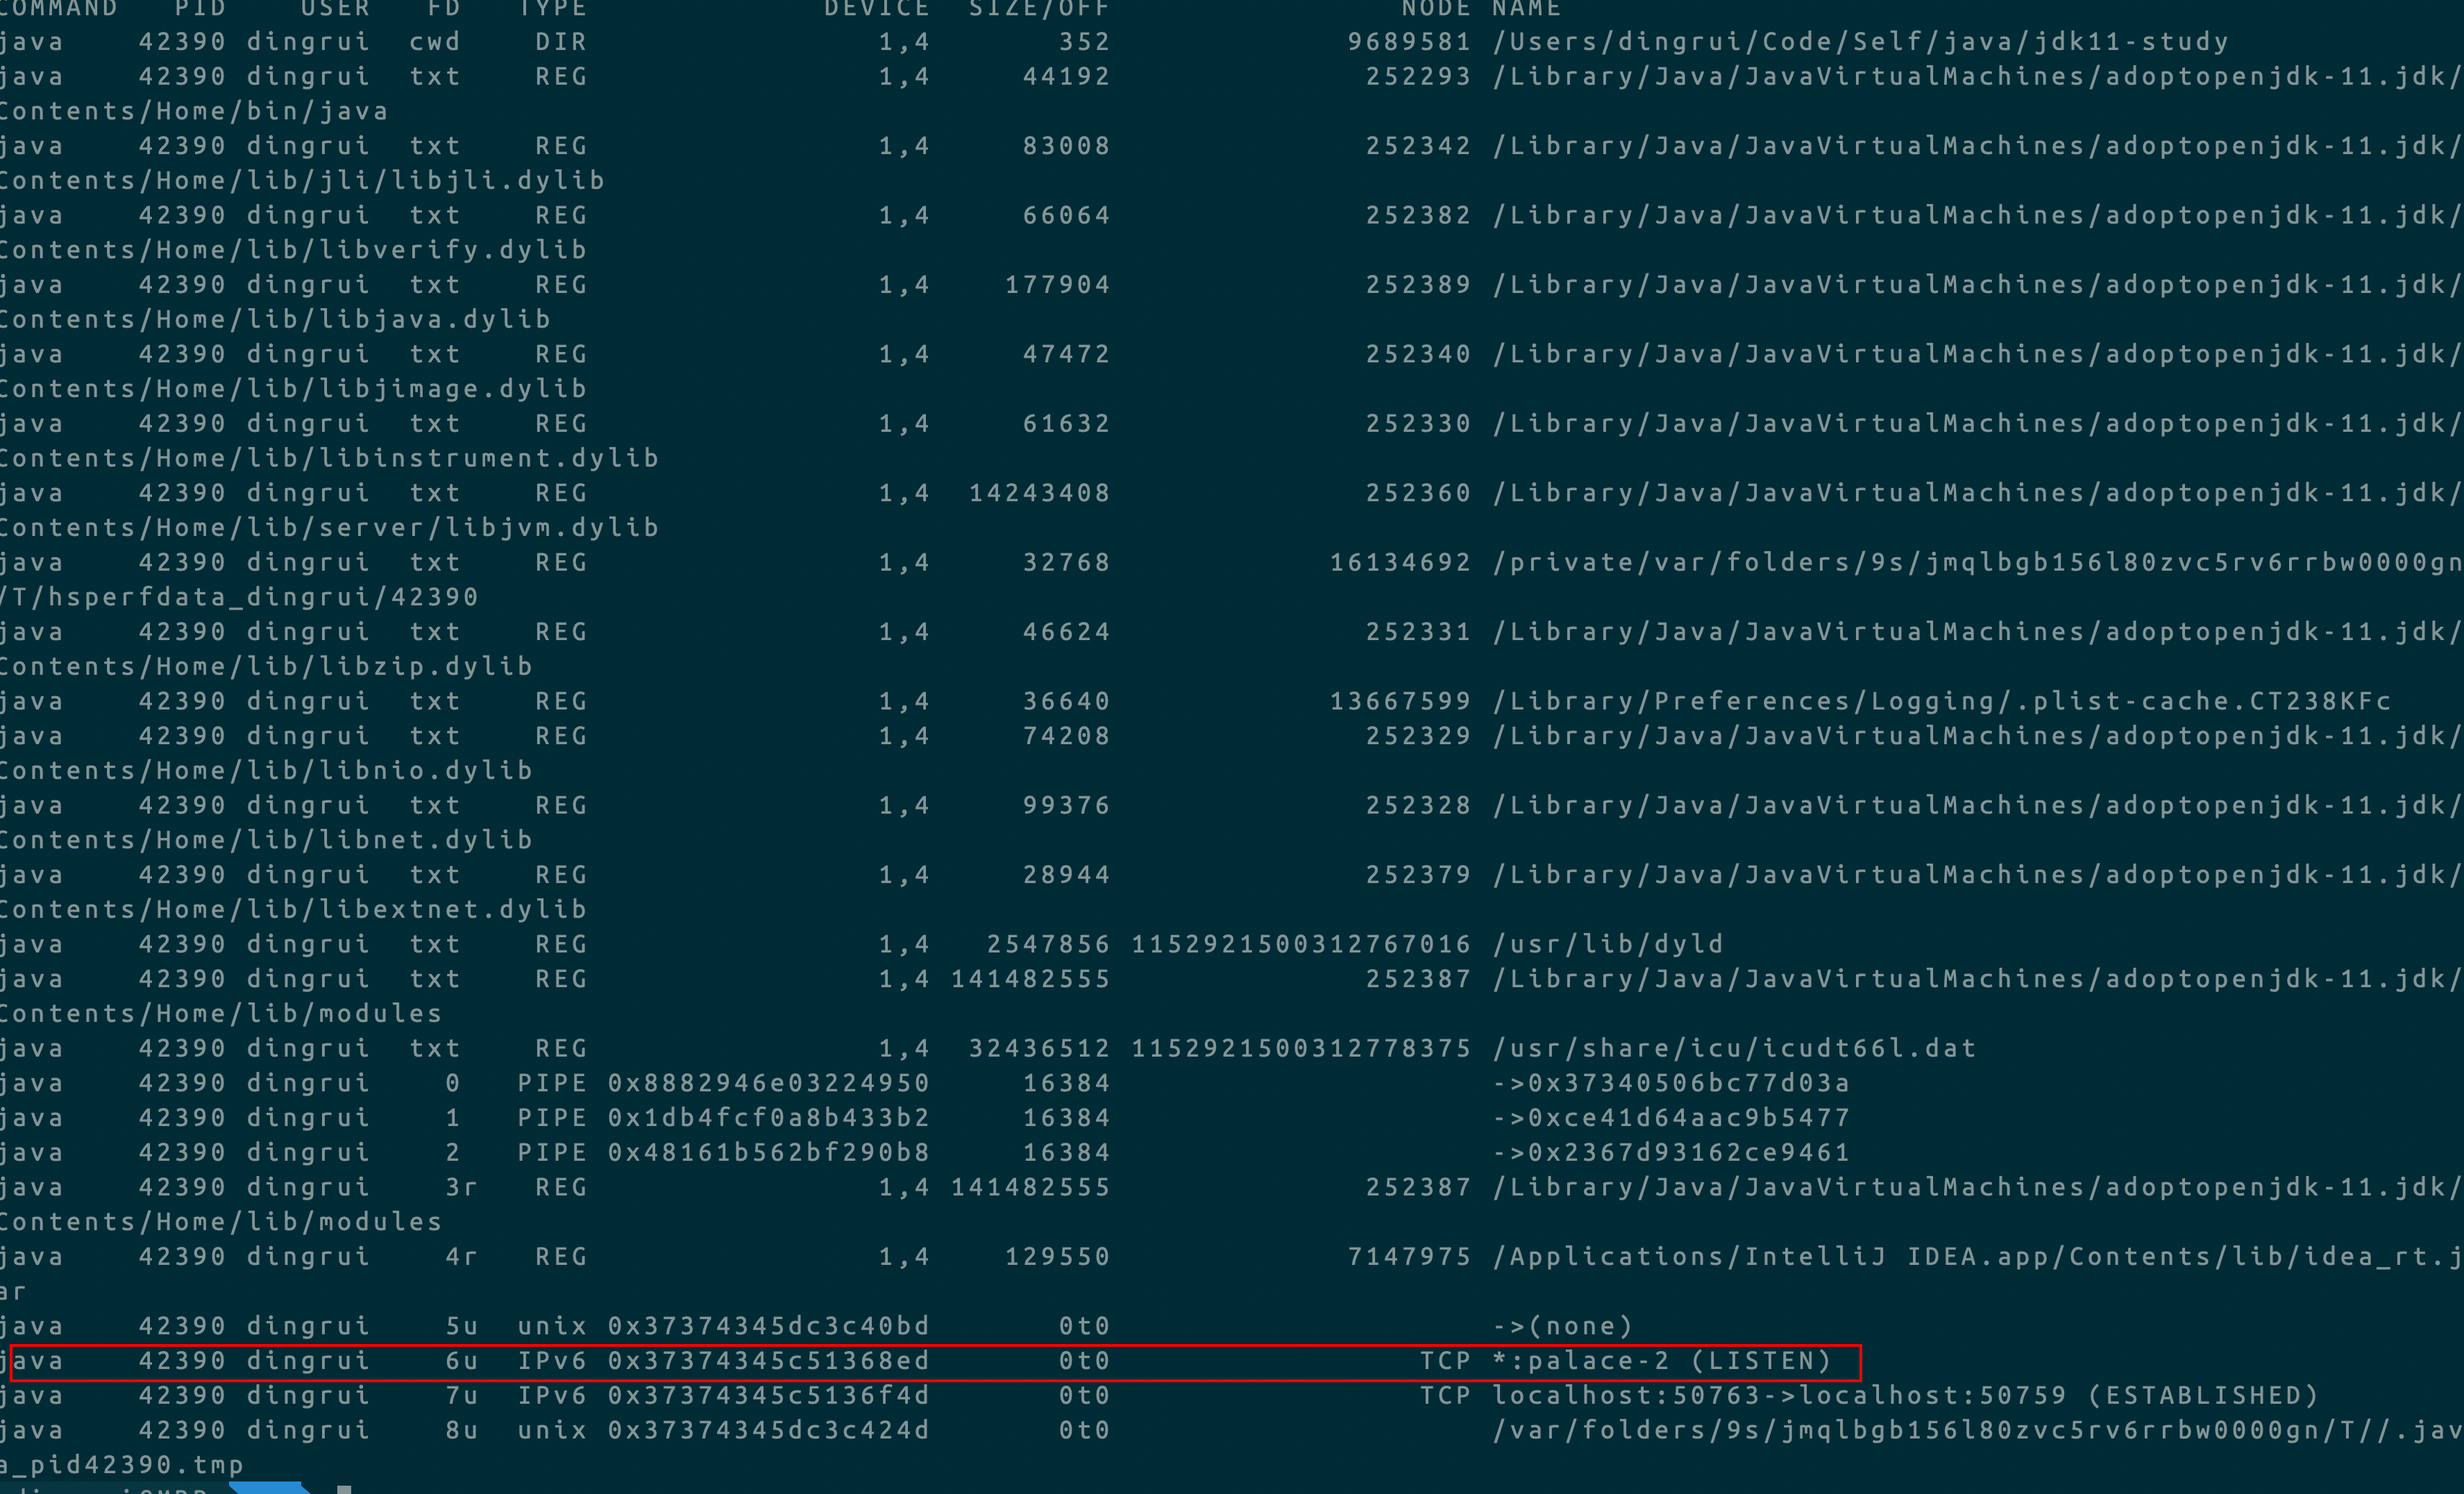 COMMAND PID USER FD TYPE DEVICE SIZE/OFF NODE NAME
java 42390 dingrui cwd DIR 1,4 352 9689581 /Users/dingrui/Code/Self/java/jdk11-study
java 42390 dingrui txt REG 1,4 44192 252293 /Library/Java/JavaVirtualMachines/adoptopenjdk-11.jdk/
Contents/Home/bin/java
java 42390 dingrui txt REG 1,4 83008 252342 /Library/Java/JavaVirtualMachines/adoptopenjdk-11.jdk/
Contents/Home/lib/jli/libjli.dylib
java 42390 dingrui txt REG 1,4 66064 252382 /Library/Java/JavaVirtualMachines/adoptopenjdk-11.jdk/
Contents/Home/lib/libverify.dylib
java 42390 dingrui txt REG 1,4 177904 252389 /Library/Java/JavaVirtualMachines/adoptopenjdk-11.jdk/
Contents/Home/lib/libjava.dylib
java 42390 dingrui txt REG 1,4 47472 252340 /Library/Java/JavaVirtualMachines/adoptopenjdk-11.jdk/
Contents/Home/lib/libjimage.dylib
java 42390 dingrui txt REG 1,4 61632 252330 /Library/Java/JavaVirtualMachines/adoptopenjdk-11.jdk/
Contents/Home/lib/libinstrument.dylib
java 42390 dingrui txt REG 1,4 14243408 252360 /Library/Java/JavaVirtualMachines/adoptopenjdk-11.jdk/
Contents/Home/lib/server/libjvm.dylib
java 42390 dingrui txt REG 1,4 32768 16134692 /private/var/folders/9s/jmqlbgb156l80zvc5rv6rrbw0000gn
/T/hsperfdata_dingrui/42390
java 42390 dingrui txt REG 1,4 46624 252331 /Library/Java/JavaVirtualMachines/adoptopenjdk-11.jdk/
Contents/Home/lib/libzip.dylib
java 42390 dingrui txt REG 1,4 36640 13667599 /Library/Preferences/Logging/.plist-cache.CT238KFc
java 42390 dingrui txt REG 1,4 74208 252329 /Library/Java/JavaVirtualMachines/adoptopenjdk-11.jdk/
Contents/Home/lib/libnio.dylib
java 42390 dingrui txt REG 1,4 99376 252328 /Library/Java/JavaVirtualMachines/adoptopenjdk-11.jdk/
Contents/Home/lib/libnet.dylib
java 42390 dingrui txt REG 1,4 28944 252379 /Library/Java/JavaVirtualMachines/adoptopenjdk-11.jdk/
Contents/Home/lib/libextnet.dylib
java 42390 dingrui txt REG 1,4 2547856 1152921500312767016 /usr/lib/dyld
java 42390 dingrui txt REG 1,4 141482555 252387 /Library/Java/JavaVirtualMachines/adoptopenjdk-11.jdk/
Contents/Home/lib/modules
java 42390 dingrui txt REG 1,4 32436512 1152921500312778375 /usr/share/icu/icudt66l.dat
java 42390 dingrui 0 PIPE 0x8882946e03224950 16384 ->0x37340506bc77d03a
java 42390 dingrui 1 PIPE 0x1db4fcf0a8b433b2 16384 ->0xce41d64aac9b5477
java 42390 dingrui 2 PIPE 0x48161b562bf290b8 16384 ->0x2367d93162ce9461
java 42390 dingrui 3r REG 1,4 141482555 252387 /Library/Java/JavaVirtualMachines/adoptopenjdk-11.jdk/
Contents/Home/lib/modules
java 42390 dingrui 4r REG 1,4 129550 7147975 /Applications/IntelliJ IDEA.app/Contents/lib/idea_rt.j
ar
java 42390 dingrui 5u unix 0x37374345dc3c40bd 0t0 ->(none)
java 42390 dingrui 6u IPv6 0x37374345c51368ed 0t0 TCP *:palace-2 (LISTEN)
java 42390 dingrui 7u IPv6 0x37374345c5136f4d 0t0 TCP localhost:50763->localhost:50759 (ESTABLISHED)
java 42390 dingrui 8u unix 0x37374345dc3c424d 0t0 /var/folders/9s/jmqlbgb156l80zvc5rv6rrbw0000gn/T//.jav
a_pid42390.tmp